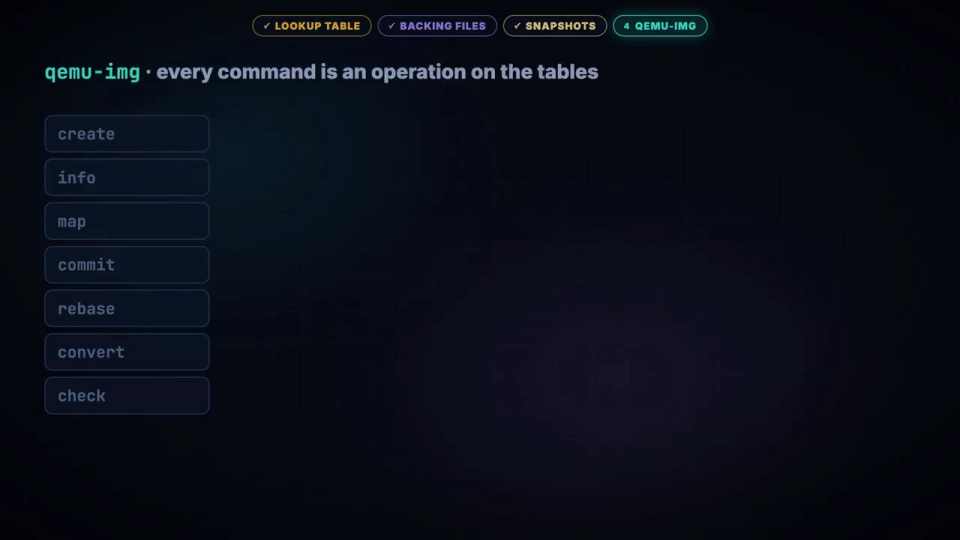 ✓ LOOKUP TABLE ✓ BACKING FILES ✓ SNAPSHOTS 4 QEMU-IMG
qemu-img · every command is an operation on the tables
create
info
map
commit
rebase
convert
check